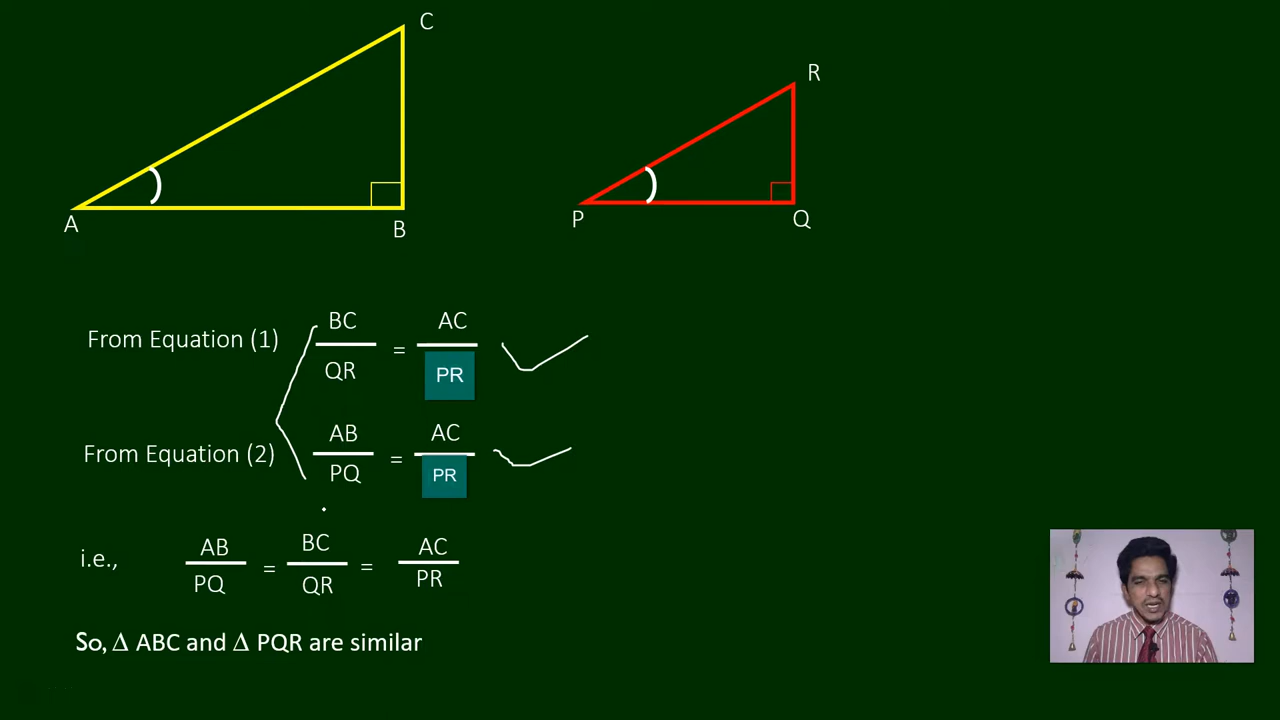 C
R
A
B
P
Q
From Equation (1) BC/QR = AC/PR
From Equation (2) AB/PQ = AC/PR
i.e., AB/PQ = BC/QR = AC/PR
So, Δ ABC and Δ PQR are similar